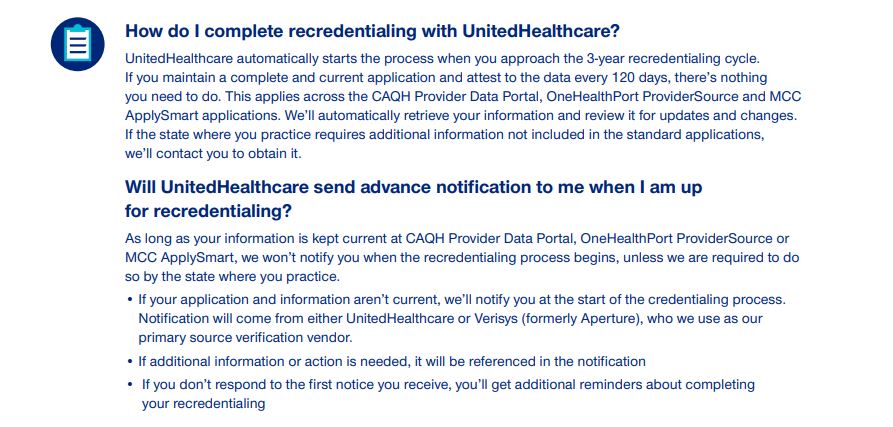 How do I complete recredentialing with UnitedHealthcare?
UnitedHealthcare automatically starts the process when you approach the 3-year recredentialing cycle.
If you maintain a complete and current application and attest to the data every 120 days, there’s nothing
you need to do. This applies across the CAQH Provider Data Portal, OneHealthPort ProviderSource and MCC
ApplySmart applications. We’ll automatically retrieve your information and review it for updates and changes.
If the state where you practice requires additional information not included in the standard applications,
we’ll contact you to obtain it.
Will UnitedHealthcare send advance notification to me when I am up
for recredentialing?
As long as your information is kept current at CAQH Provider Data Portal, OneHealthPort ProviderSource or
MCC ApplySmart, we won’t notify you when the recredentialing process begins, unless we are required to do
so by the state where you practice.
• If your application and information aren’t current, we’ll notify you at the start of the credentialing process.
Notification will come from either UnitedHealthcare or Verisys (formerly Aperture), who we use as our
primary source verification vendor.
• If additional information or action is needed, it will be referenced in the notification
• If you don’t respond to the first notice you receive, you’ll get additional reminders about completing
your recredentialing